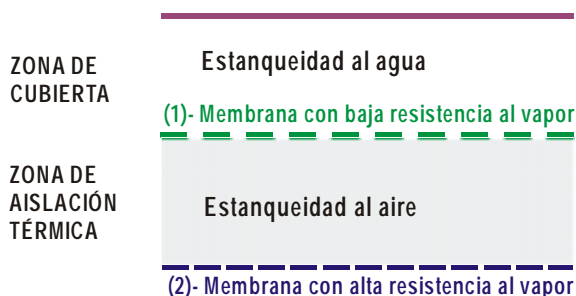 ZONA DE
CUBIERTA
Estanqueidad al agua
(1)- Membrana con baja resistencia al vapor
ZONA DE
AISLACIÓN
TÉRMICA
Estanqueidad al aire
(2)- Membrana con alta resistencia al vapor